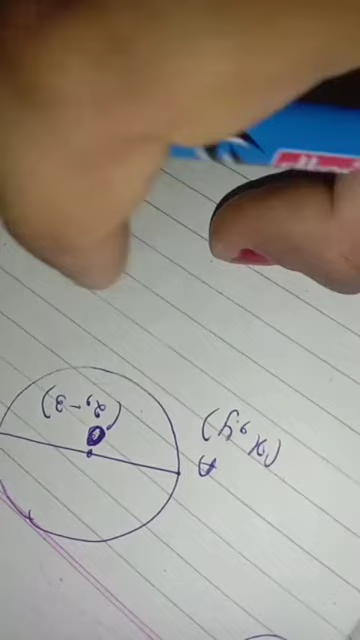 A
(x, y)
(2, -3)